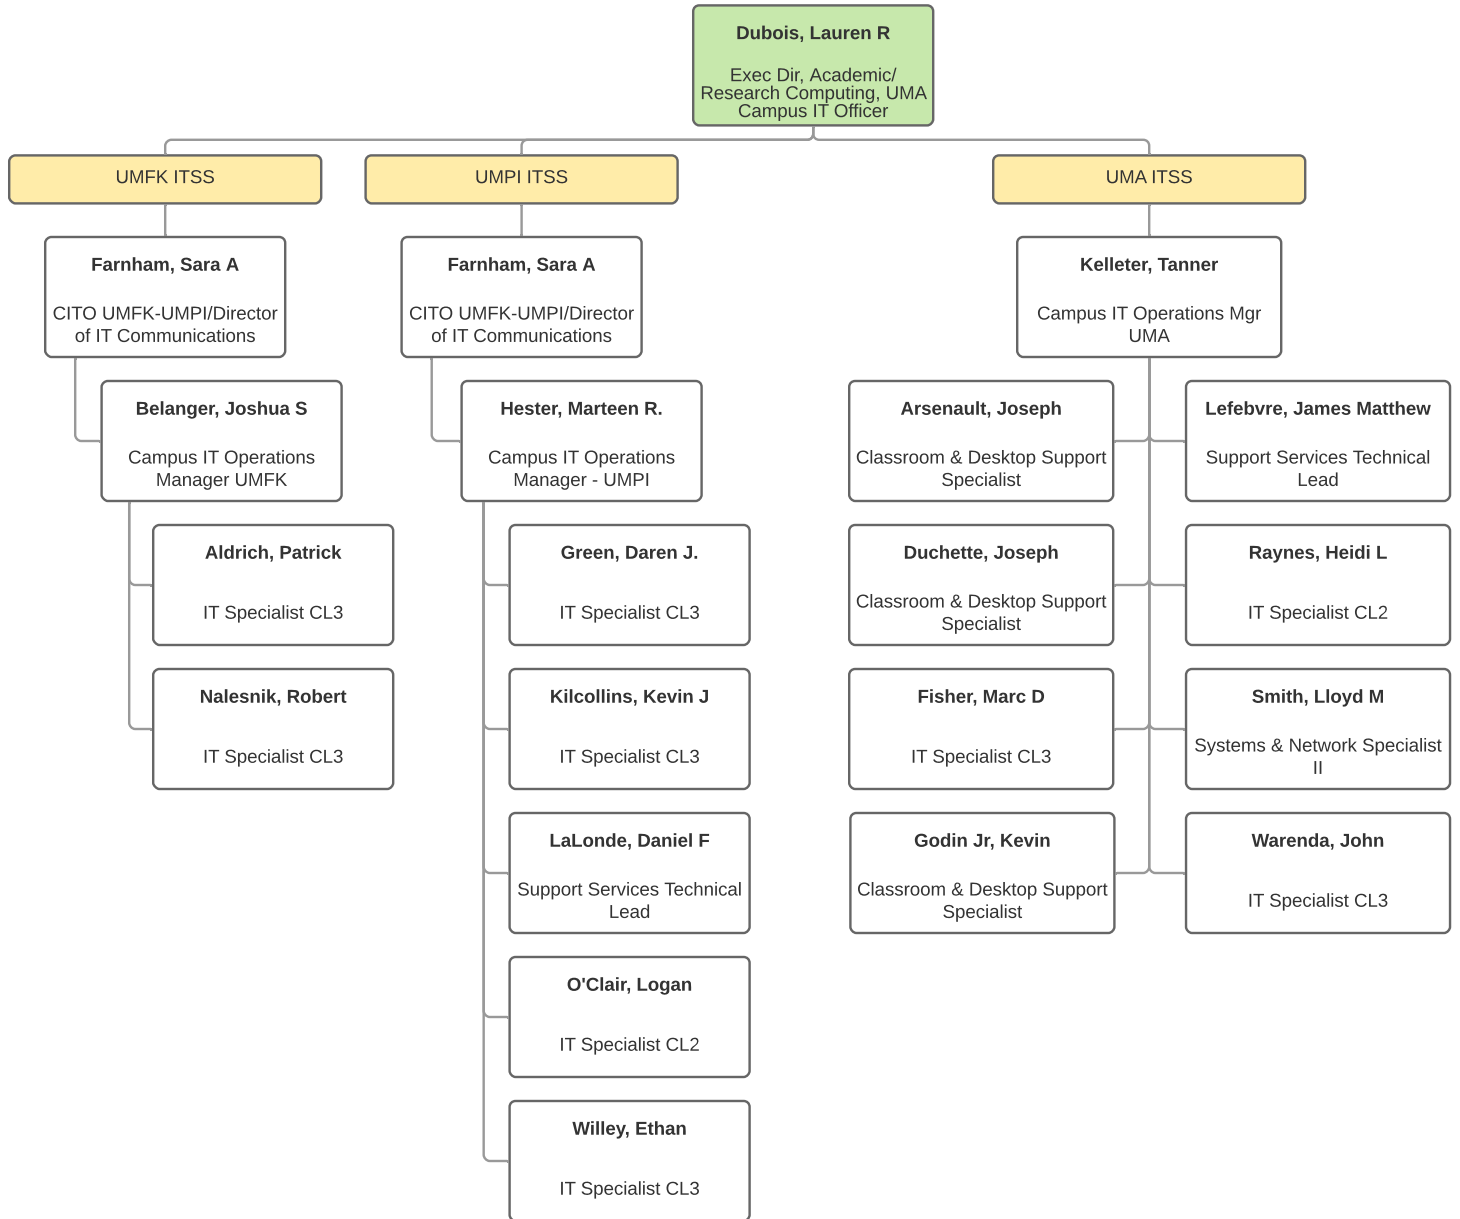 Dubois, Lauren R
Exec Dir, Academic/
Research Computing, UMA
Campus IT Officer
UMFK ITSS
UMPI ITSS
UMA ITSS
Farnham, Sara A
CITO UMFK-UMPI/Director
of IT Communications
Belanger, Joshua S
Campus IT Operations
Manager UMFK
Aldrich, Patrick
IT Specialist CL3
Nalesnik, Robert
IT Specialist CL3
Farnham, Sara A
CITO UMFK-UMPI/Director
of IT Communications
Hester, Marteen R.
Campus IT Operations
Manager - UMPI
Green, Daren J.
IT Specialist CL3
Kilcollins, Kevin J
IT Specialist CL3
LaLonde, Daniel F
Support Services Technical
Lead
O'Clair, Logan
IT Specialist CL2
Willey, Ethan
IT Specialist CL3
Kelleter, Tanner
Campus IT Operations Mgr
UMA
Arsenault, Joseph
Classroom & Desktop Support
Specialist
Duchette, Joseph
Classroom & Desktop Support
Specialist
Fisher, Marc D
IT Specialist CL3
Godin Jr, Kevin
Classroom & Desktop Support
Specialist
Lefebvre, James Matthew
Support Services Technical
Lead
Raynes, Heidi L
IT Specialist CL2
Smith, Lloyd M
Systems & Network Specialist
II
Warenda, John
IT Specialist CL3